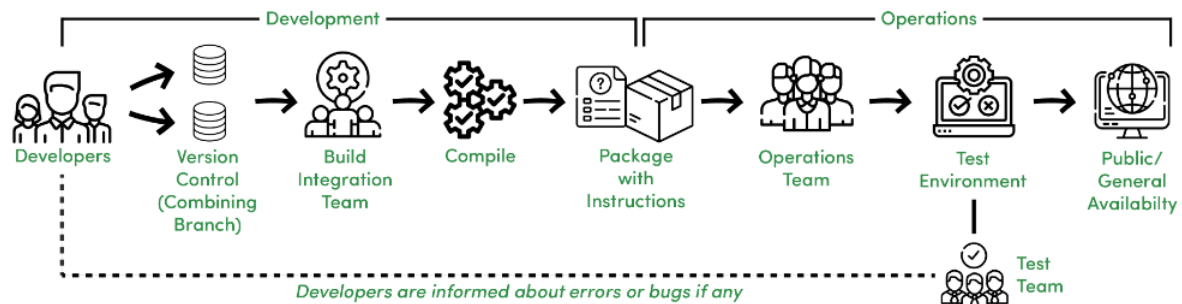 Development
Operations
Developers
Version
Control
(Combining
Branch)
Build
Integration
Team
Compile
Package
with
Instructions
Operations
Team
Test
Environment
Public/
General
Availabilty
?
Test
Team
Developers are informed about errors or bugs if any